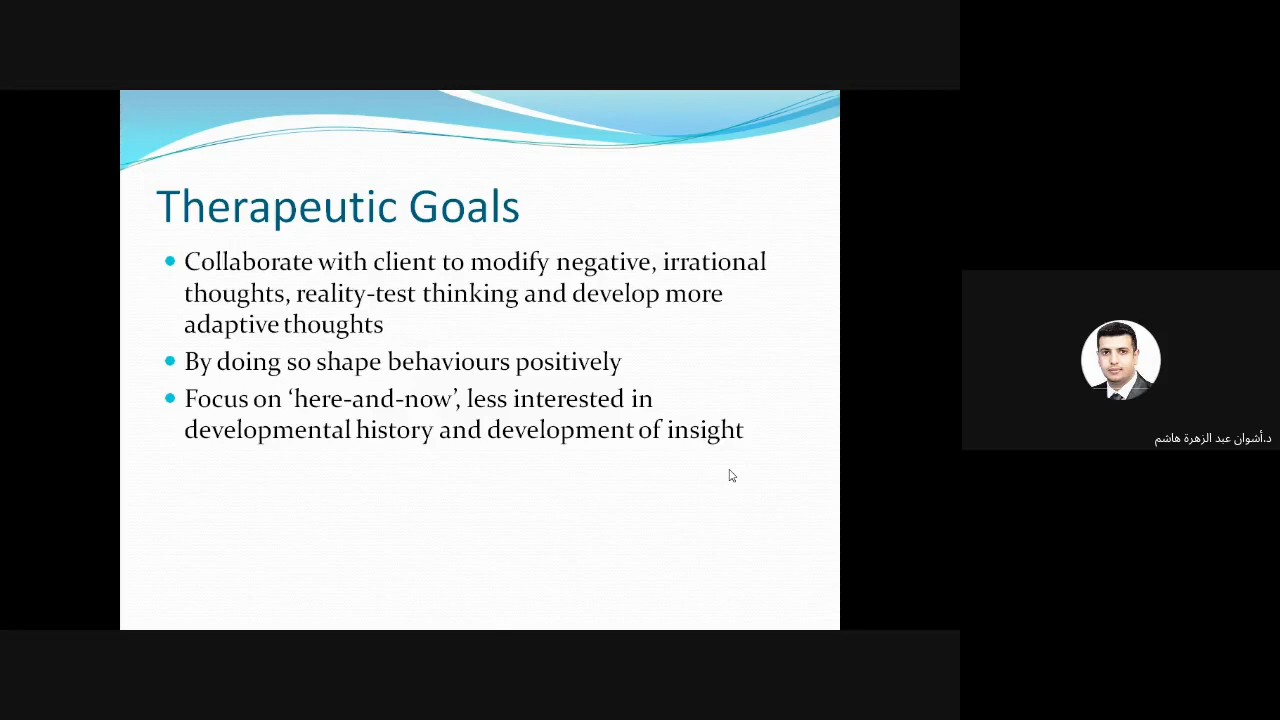 Therapeutic Goals
Collaborate with client to modify negative, irrational
thoughts, reality-test thinking and develop more
adaptive thoughts
By doing so shape behaviours positively
Focus on ‘here-and-now’, less interested in
developmental history and development of insight
د.أشوان عبد الزهرة هاشم